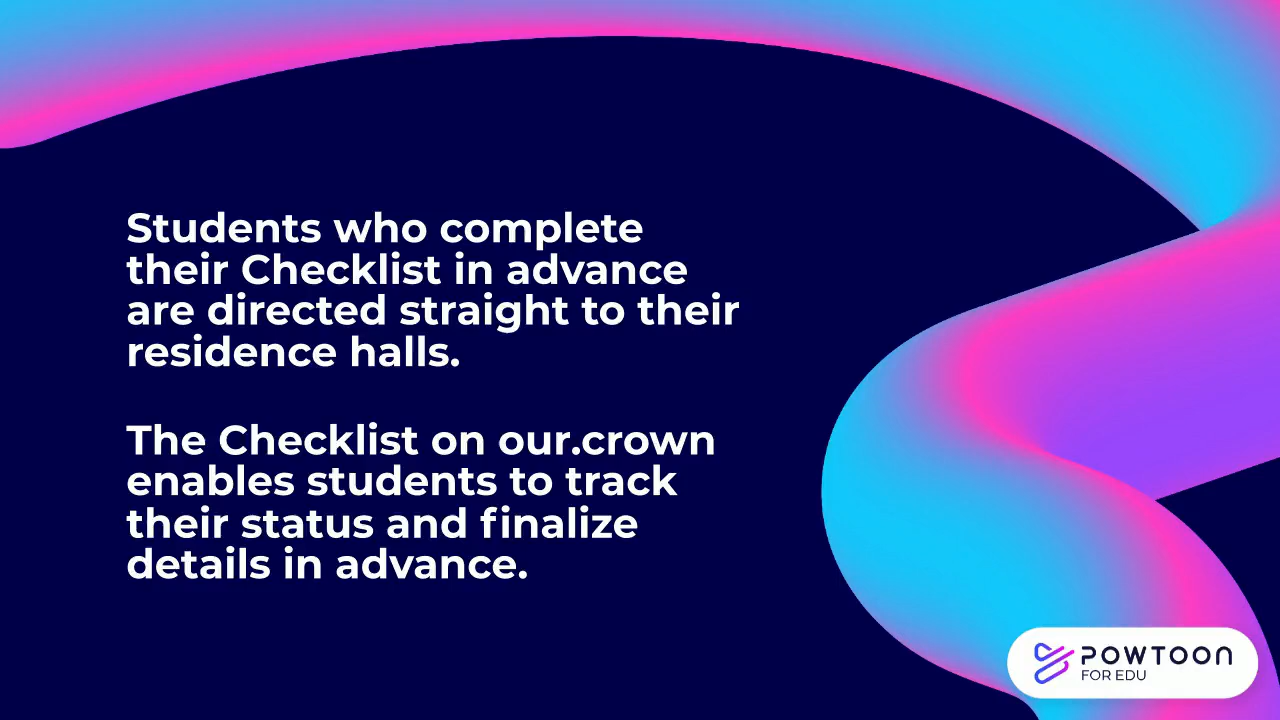 Students who complete
their Checklist in advance
are directed straight to their
residence halls.
The Checklist on our.crown
enables students to track
their status and finalize
details in advance.
POWTOON
FOR EDU